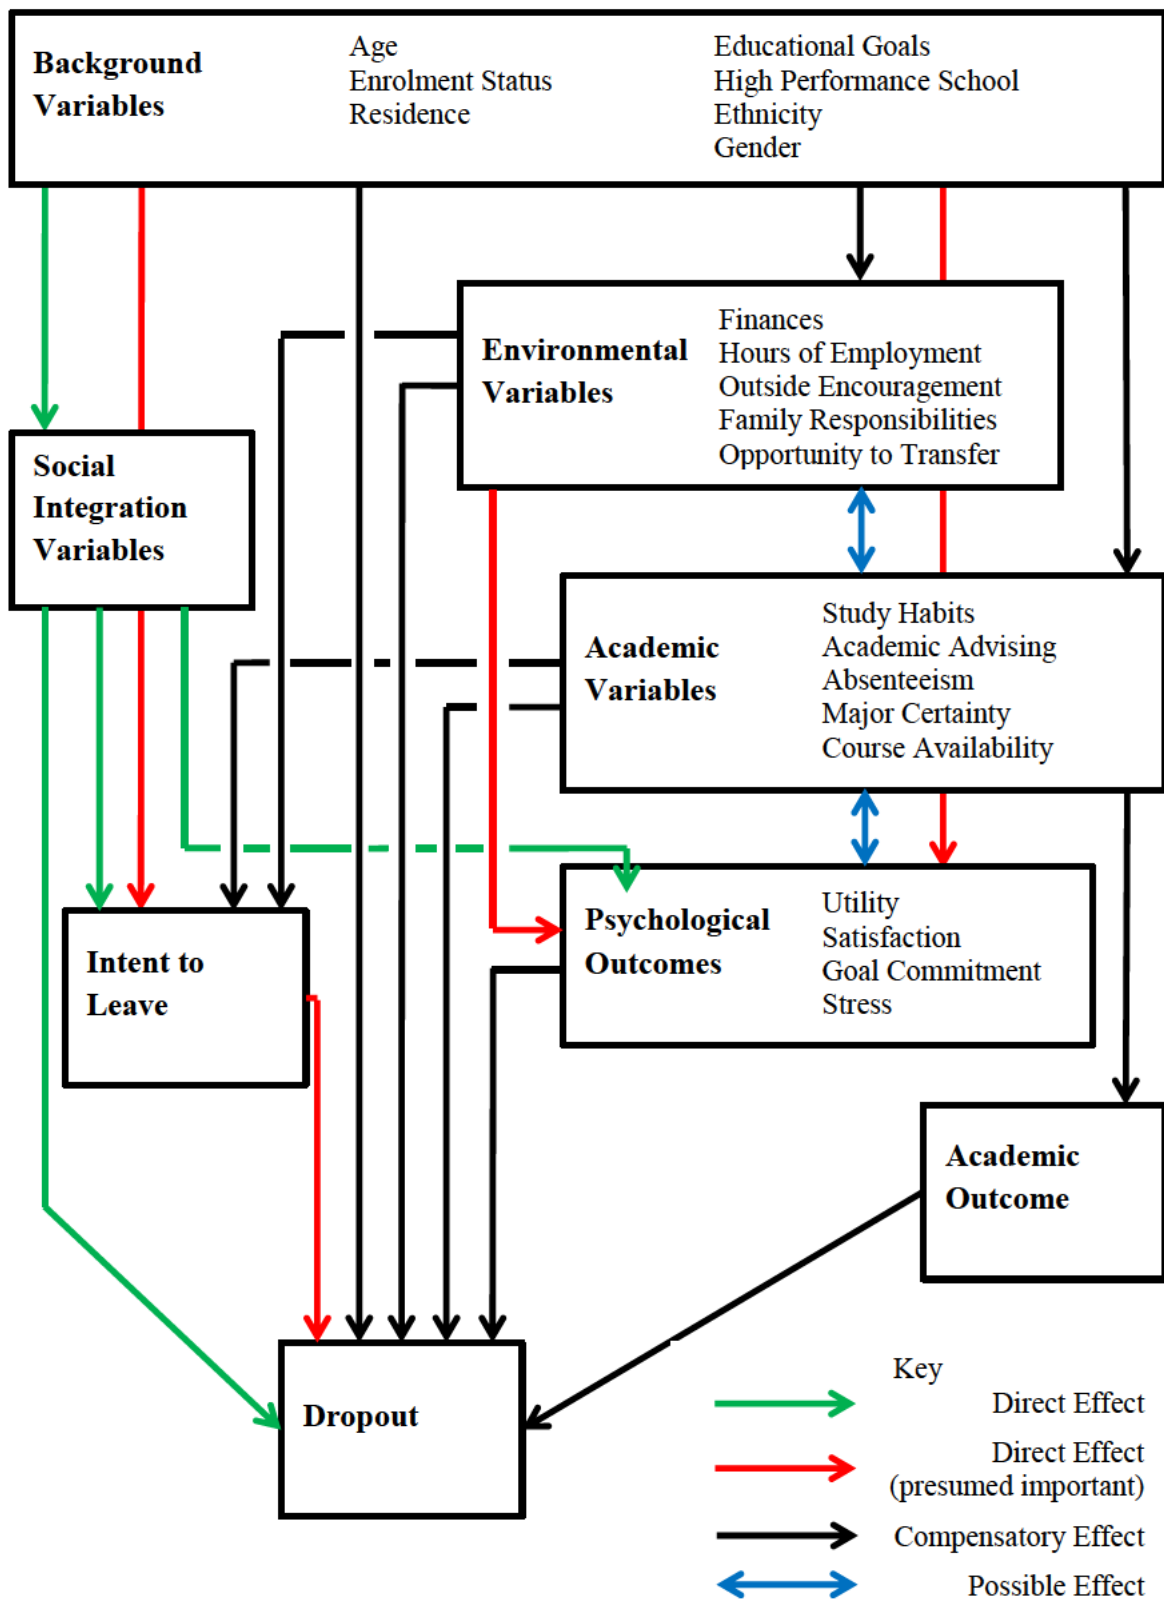 Background
Variables
Age
Enrolment Status
Residence
Educational Goals
High Performance School
Ethnicity
Gender
Environmental
Variables
Finances
Hours of Employment
Outside Encouragement
Family Responsibilities
Opportunity to Transfer
Social
Integration
Variables
Academic
Variables
Study Habits
Academic Advising
Absenteeism
Major Certainty
Course Availability
Psychological
Outcomes
Utility
Satisfaction
Goal Commitment
Stress
Intent to
Leave
Academic
Outcome
Dropout
Key
Direct Effect
Direct Effect
(presumed important)
Compensatory Effect
Possible Effect